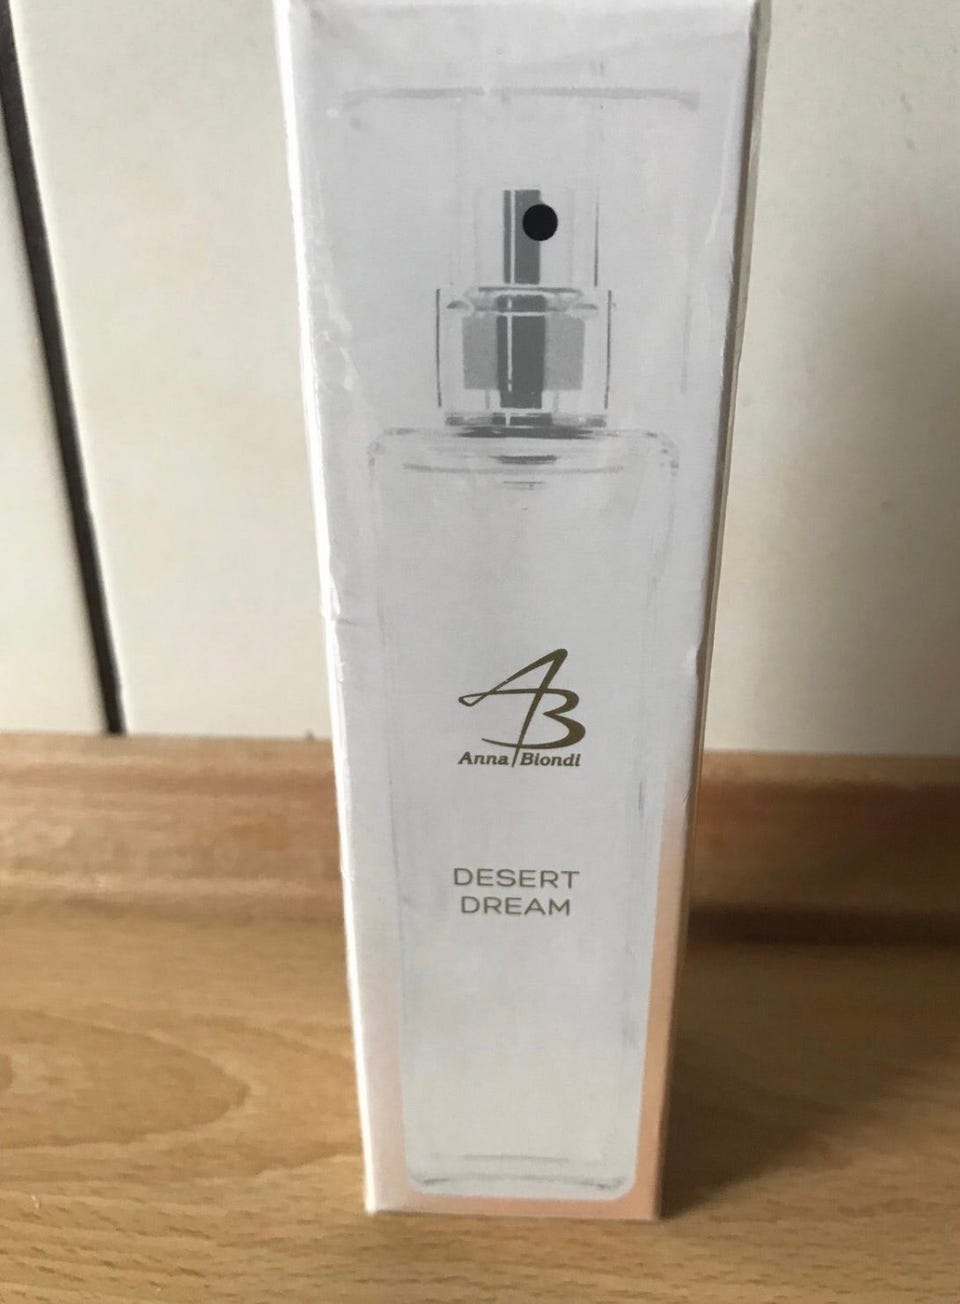 AB
Anna Biondi
DESERT
DREAM